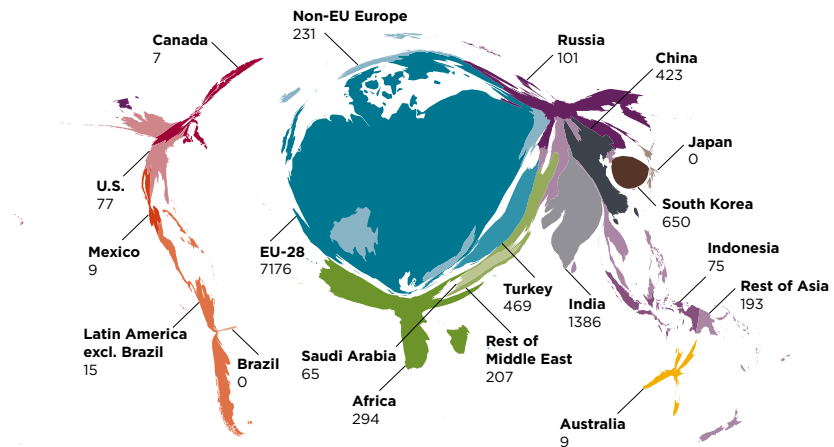 Non-EU Europe
231
Canada
7
Russia
101
China
423
Japan
0
U.S.
77
South Korea
650
Mexico
9
EU-28
7176
Indonesia
75
Rest of Asia
193
Turkey
469
India
1386
Latin America
excl. Brazil
15
Brazil
0
Saudi Arabia
65
Rest of
Middle East
207
Africa
294
Australia
9